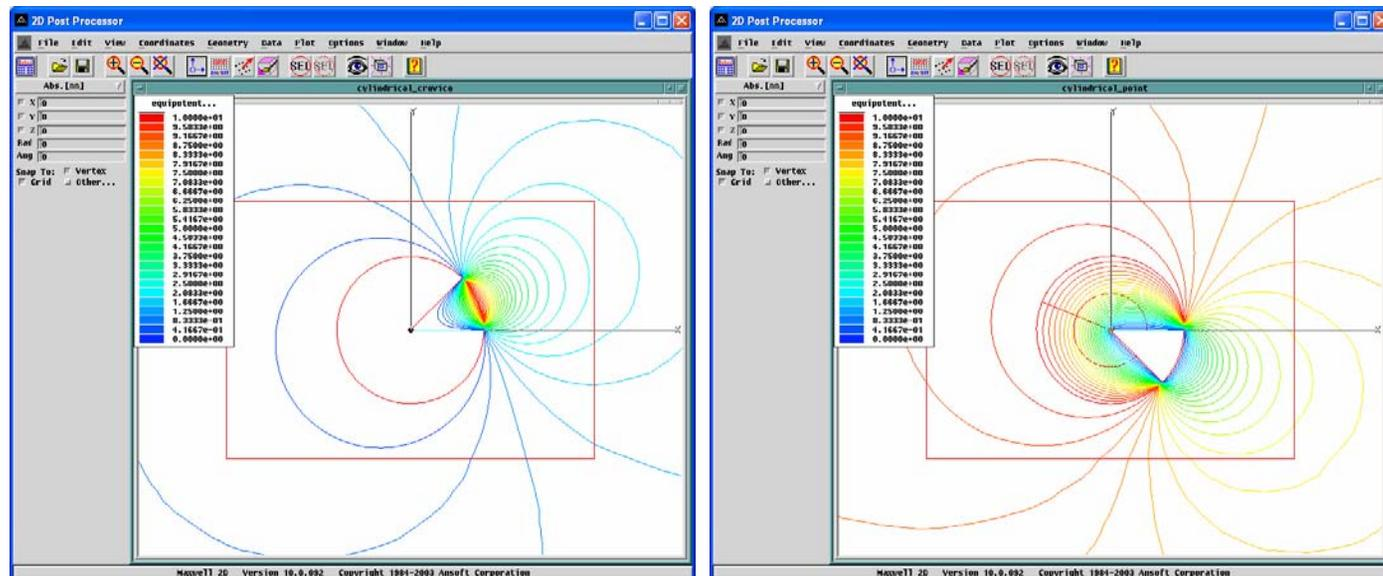 2D Post Processor
File Edit View Coordinates Geometry Data Plot Options Window Help
Abs.[mm]
cylindrical_crevice
X 0
Y 0
Z 0
Rad 0
Ang 0
Snap To: Vertex
Grid Other...
equipotent...
1.0000e+01
9.5833e+00
9.1667e+00
8.7500e+00
8.3333e+00
7.9167e+00
7.5000e+00
7.0833e+00
6.6667e+00
6.2500e+00
5.8333e+00
5.4167e+00
5.0000e+00
4.5833e+00
4.1667e+00
3.7500e+00
3.3333e+00
2.9167e+00
2.5000e+00
2.0833e+00
1.6667e+00
1.2500e+00
8.3333e-01
4.1667e-01
0.0000e+00
Y
X
Maxwell 2D Version 10.0.092 Copyright 1984-2003 Ansoft Corporation
2D Post Processor
File Edit View Coordinates Geometry Data Plot Options Window Help
Abs.[mm]
cylindrical_point
X 0
Y 0
Z 0
Rad 0
Ang 0
Snap To: Vertex
Grid Other...
equipotent...
1.0000e+01
9.5833e+00
9.1667e+00
8.7500e+00
8.3333e+00
7.9167e+00
7.5000e+00
7.0833e+00
6.6667e+00
6.2500e+00
5.8333e+00
5.4167e+00
5.0000e+00
4.5833e+00
4.1667e+00
3.7500e+00
3.3333e+00
2.9167e+00
2.5000e+00
2.0833e+00
1.6667e+00
1.2500e+00
8.3333e-01
4.1667e-01
0.0000e+00
Y
X
Maxwell 2D Version 10.0.092 Copyright 1984-2003 Ansoft Corporation